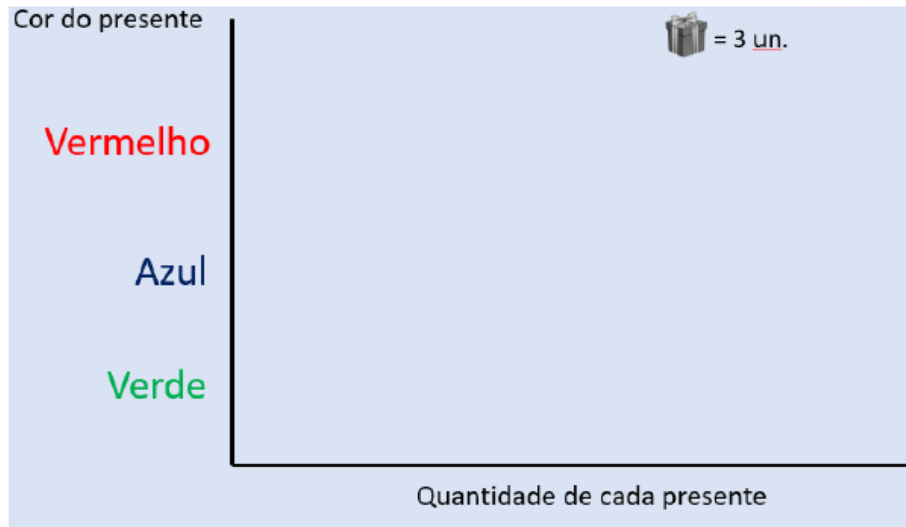 Cor do presente
= 3 un.
Vermelho
Azul
Verde
Quantidade de cada presente